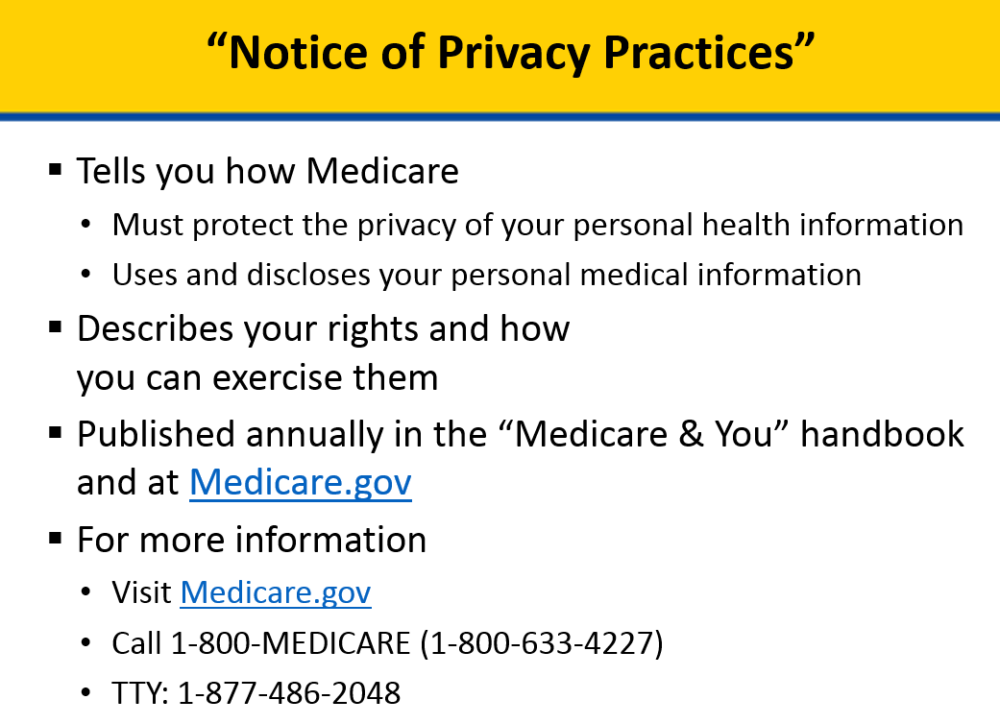 “Notice of Privacy Practices”
▪ Tells you how Medicare
• Must protect the privacy of your personal health information
• Uses and discloses your personal medical information
▪ Describes your rights and how
you can exercise them
▪ Published annually in the “Medicare & You” handbook
and at Medicare.gov
▪ For more information
• Visit Medicare.gov
• Call 1-800-MEDICARE (1-800-633-4227)
• TTY: 1-877-486-2048